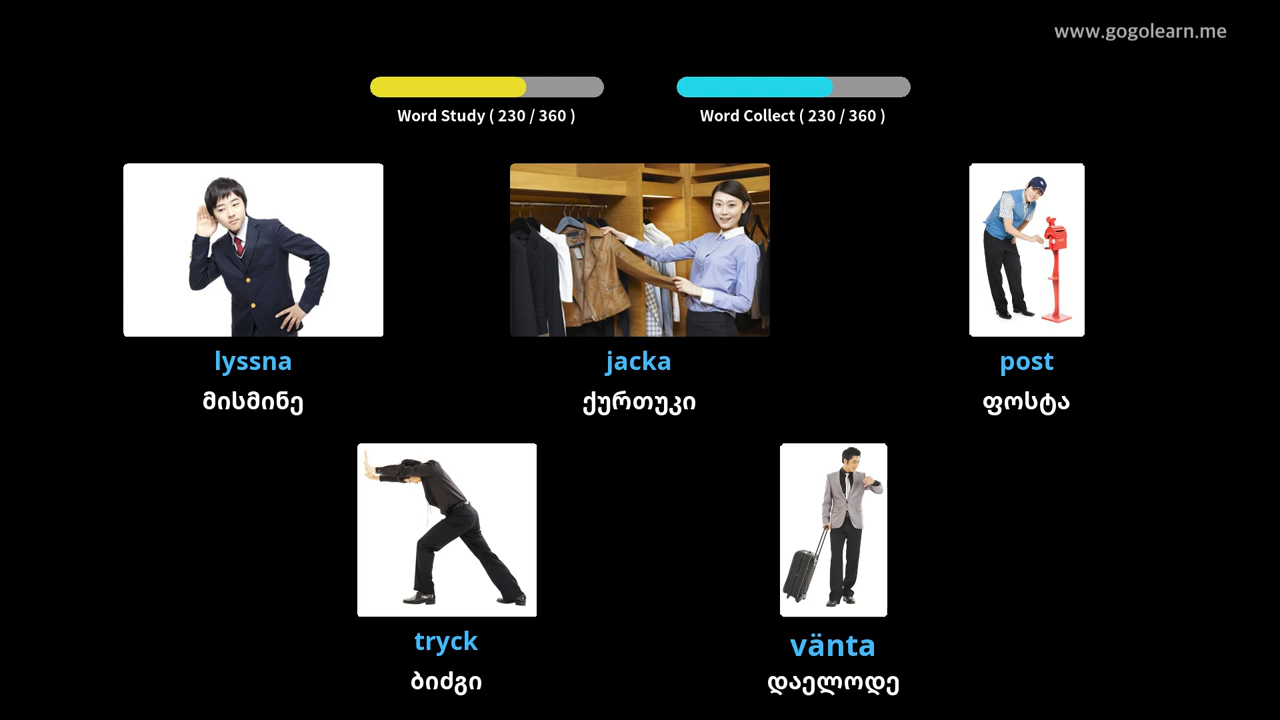 www.gogolearn.me
Word Study ( 230 / 360 )
Word Collect ( 230 / 360 )
lyssna
jacka
post
მისმინე
ქურთუკი
ფოსტა
tryck
vänta
ბიძგი
დაელოდე